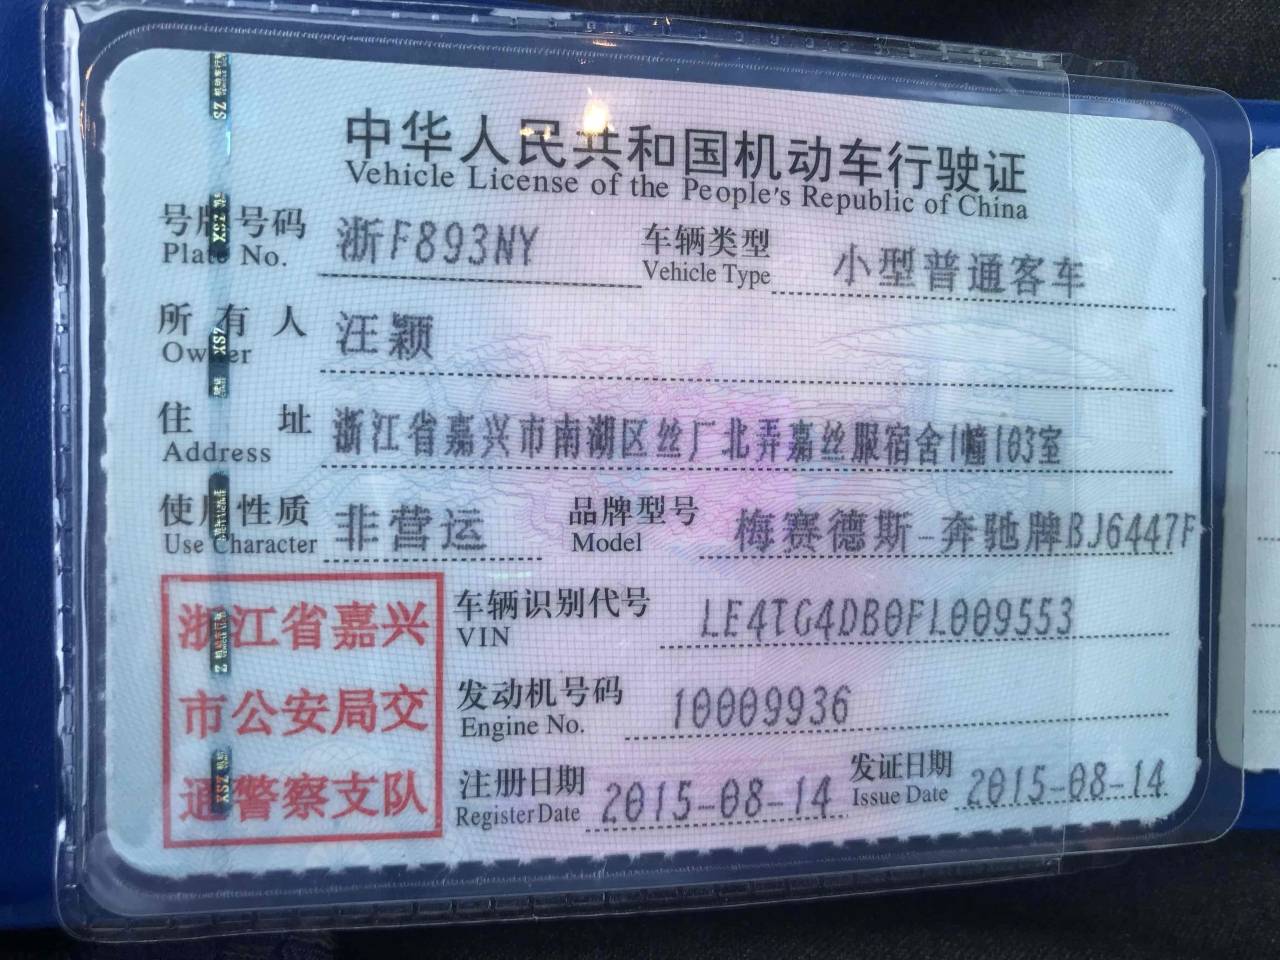 中华人民共和国机动车行驶证
Vehicle License of the People's Republic of China
号牌号码 浙F893NY 车辆类型 小型普通客车
Plate No. Vehicle Type
所有人 汪颖
Owner
住址 浙江省嘉兴市南湖区丝厂北弄嘉丝服宿舍1幢103室
Address
使用性质 非营运 品牌型号 梅赛德斯-奔驰牌BJ6447F
Use Character Model
浙江省嘉兴
市公安局交
通警察支队
车辆识别代号 LE4TG4DB0FL009553
VIN
发动机号码 10009936
Engine No.
注册日期 2015-08-14 发证日期 2015-08-14
Register Date Issue Date